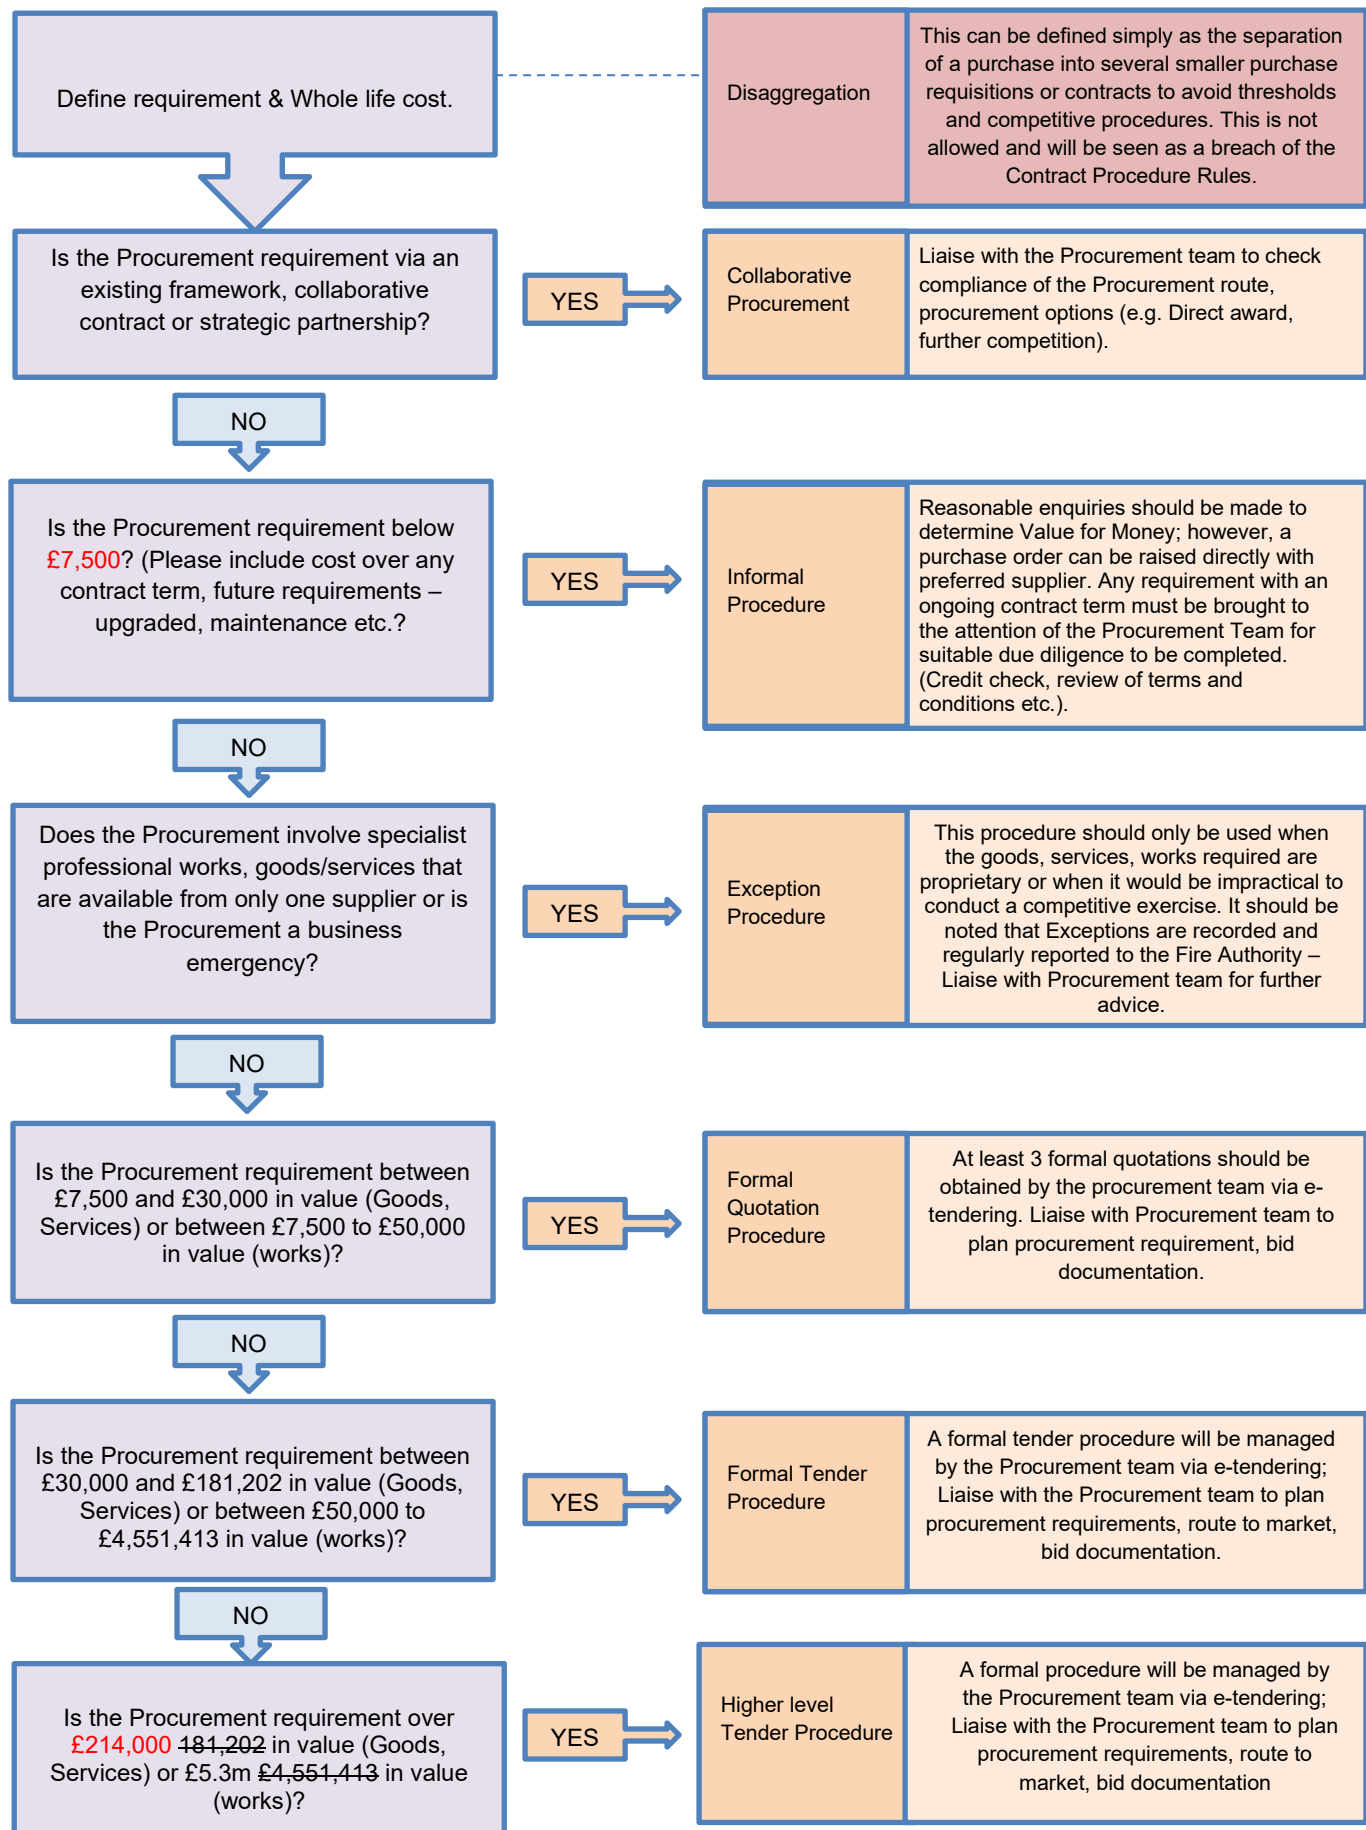 Define requirement & Whole life cost.
Disaggregation
This can be defined simply as the separation
of a purchase into several smaller purchase
requisitions or contracts to avoid thresholds
and competitive procedures. This is not
allowed and will be seen as a breach of the
Contract Procedure Rules.
Is the Procurement requirement via an
existing framework, collaborative
contract or strategic partnership?
YES
Collaborative
Procurement
Liaise with the Procurement team to check
compliance of the Procurement route,
procurement options (e.g. Direct award,
further competition).
NO
Is the Procurement requirement below
£7,500? (Please include cost over any
contract term, future requirements –
upgraded, maintenance etc.?
YES
Informal
Procedure
Reasonable enquiries should be made to
determine Value for Money; however, a
purchase order can be raised directly with
preferred supplier. Any requirement with an
ongoing contract term must be brought to
the attention of the Procurement Team for
suitable due diligence to be completed.
(Credit check, review of terms and
conditions etc.).
NO
Does the Procurement involve specialist
professional works, goods/services that
are available from only one supplier or is
the Procurement a business
emergency?
YES
Exception
Procedure
This procedure should only be used when
the goods, services, works required are
proprietary or when it would be impractical to
conduct a competitive exercise. It should be
noted that Exceptions are recorded and
regularly reported to the Fire Authority –
Liaise with Procurement team for further
advice.
NO
Is the Procurement requirement between
£7,500 and £30,000 in value (Goods,
Services) or between £7,500 to £50,000
in value (works)?
YES
Formal
Quotation
Procedure
At least 3 formal quotations should be
obtained by the procurement team via e-
tendering. Liaise with Procurement team to
plan procurement requirement, bid
documentation.
NO
Is the Procurement requirement between
£30,000 and £181,202 in value (Goods,
Services) or between £50,000 to
£4,551,413 in value (works)?
YES
Formal Tender
Procedure
A formal tender procedure will be managed
by the Procurement team via e-tendering;
Liaise with the Procurement team to plan
procurement requirements, route to market,
bid documentation.
NO
Is the Procurement requirement over
£214,000 181,202 in value (Goods,
Services) or £5.3m £4,551,413 in value
(works)?
YES
Higher level
Tender Procedure
A formal procedure will be managed by
the Procurement team via e-tendering;
Liaise with the Procurement team to plan
procurement requirements, route to
market, bid documentation